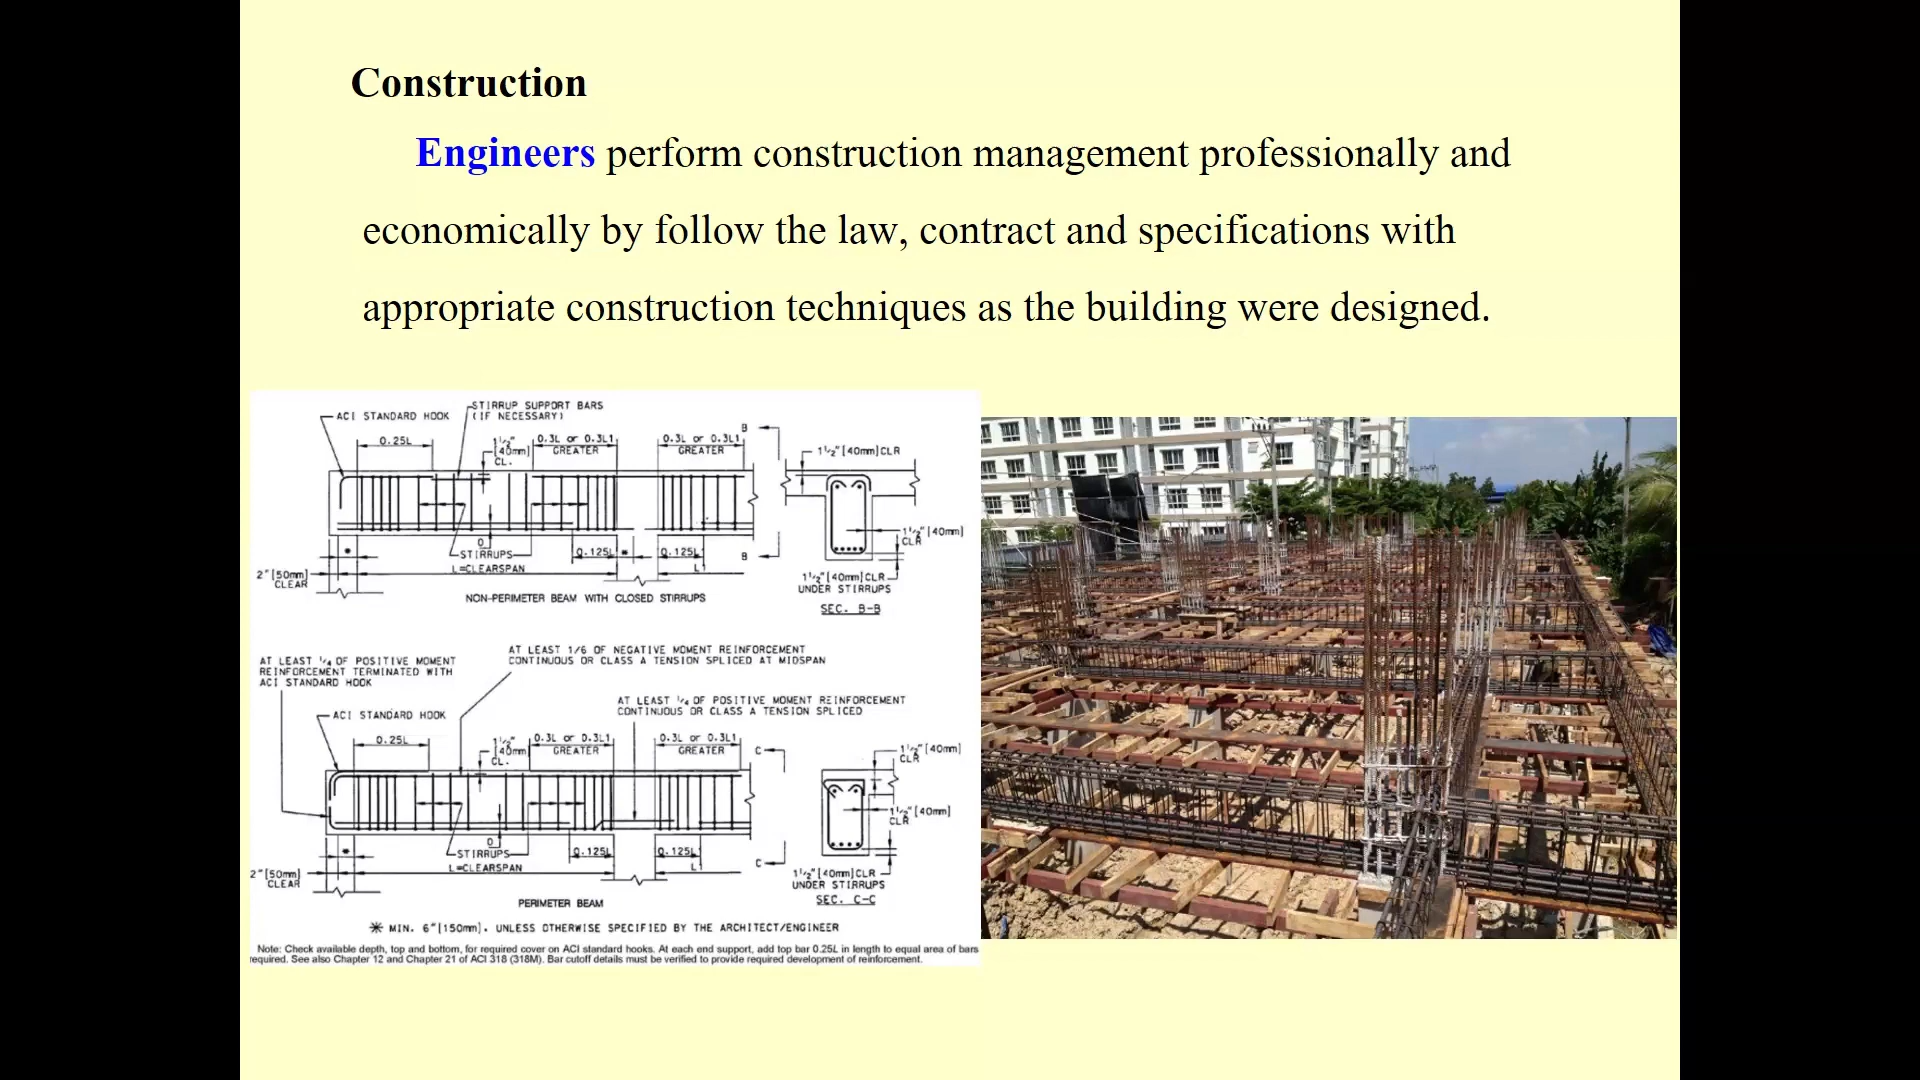 Construction
Engineers perform construction management professionally and
economically by follow the law, contract and specifications with
appropriate construction techniques as the building were designed.
ACI STANDARD HOOK
STIRRUP SUPPORT BARS
(IF NECESSARY)
0.25L
1½"
[40mm]
CL.
0.3L or 0.3L1
GREATER
0.3L or 0.3L1
GREATER
B
1½"[40mm]CLR
1½"[40mm]
CLR
D
STIRRUPS
0.125L
*
0.125L
B
2"[50mm]
CLEAR
*
L=CLEARSPAN
L1
1½"[40mm]CLR
UNDER STIRRUPS
NON-PERIMETER BEAM WITH CLOSED STIRRUPS
SEC. B-B
AT LEAST 1/6 OF NEGATIVE MOMENT REINFORCEMENT
CONTINUOUS OR CLASS A TENSION SPLICED AT MIDSPAN
AT LEAST ¼ OF POSITIVE MOMENT
REINFORCEMENT TERMINATED WITH
ACI STANDARD HOOK
AT LEAST ¼ OF POSITIVE MOMENT REINFORCEMENT
CONTINUOUS OR CLASS A TENSION SPLICED
ACI STANDARD HOOK
0.25L
1½"
[40mm]
CL.
0.3L or 0.3L1
GREATER
0.3L or 0.3L1
GREATER
C
1½"[40mm]
CLR
1½"[40mm]
CLR
D
STIRRUPS
0.125L
0.125L
C
2"[50mm]
CLEAR
*
L=CLEARSPAN
L1
1½"[40mm]CLR
UNDER STIRRUPS
PERIMETER BEAM
SEC. C-C
* MIN. 6"[150mm]. UNLESS OTHERWISE SPECIFIED BY THE ARCHITECT/ENGINEER
Note: Check available depth, top and bottom, for required cover on ACI standard hooks. At each end support, add top bar 0.25L in length to equal area of bars
required. See also Chapter 12 and Chapter 21 of ACI 318 (318M). Bar cutoff details must be verified to provide required development of reinforcement.